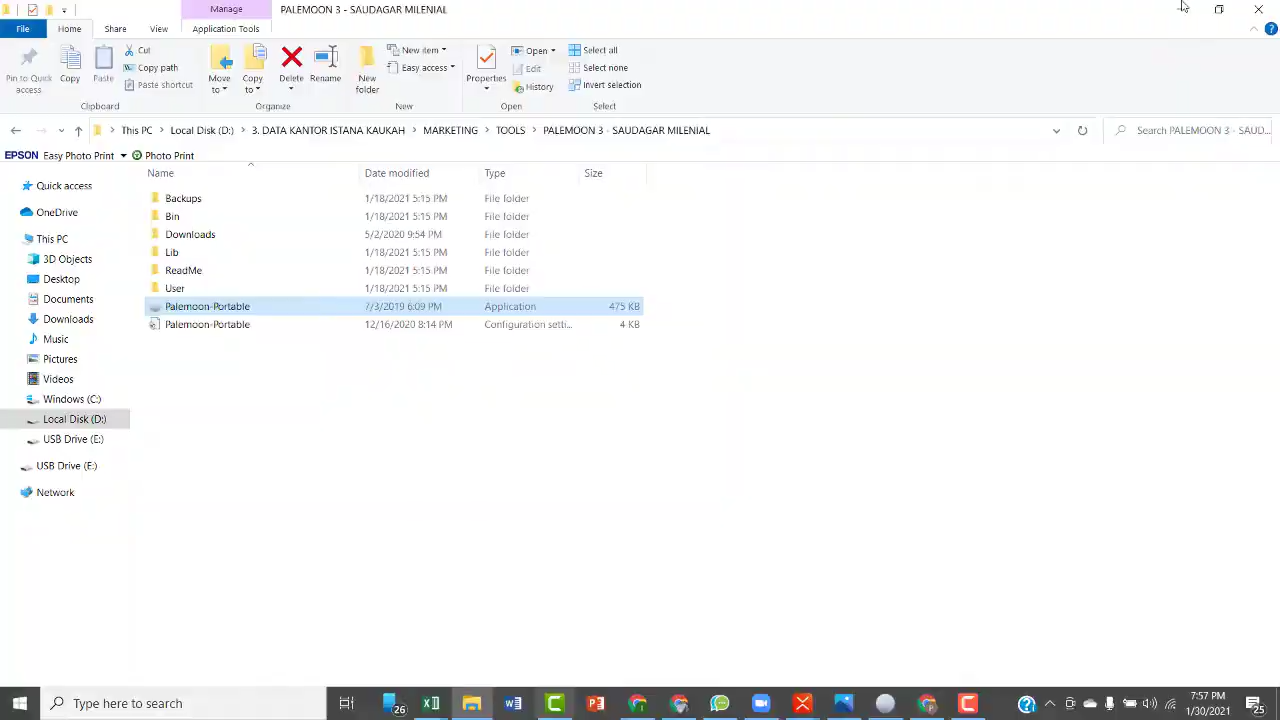 Manage
PALEMOON 3 - SAUDAGAR MILENIAL
File
Home
Share
View
Application Tools
Pin to Quick access
Copy
Paste
Cut
Copy path
Paste shortcut
Clipboard
Move to
Copy to
Delete
Rename
Organize
New folder
New item
Easy access
New
Properties
Open
Edit
History
Open
Select all
Select none
Invert selection
Select
This PC > Local Disk (D:) > 3. DATA KANTOR ISTANA KAUKAH > MARKETING > TOOLS > PALEMOON 3 - SAUDAGAR MILENIAL
Search PALEMOON 3 - SAUD...
EPSON Easy Photo Print Photo Print
Name Date modified Type Size
Backups 1/18/2021 5:15 PM File folder
Bin 1/18/2021 5:15 PM File folder
Downloads 5/2/2020 9:54 PM File folder
Lib 1/18/2021 5:15 PM File folder
ReadMe 1/18/2021 5:15 PM File folder
User 1/18/2021 5:15 PM File folder
Palemoon-Portable 7/3/2019 6:09 PM Application 475 KB
Palemoon-Portable 12/16/2020 8:14 PM Configuration setti... 4 KB
Quick access
OneDrive
This PC
3D Objects
Desktop
Documents
Downloads
Music
Pictures
Videos
Windows (C:)
Local Disk (D:)
USB Drive (E:)
USB Drive (E:)
Network
Type here to search
26
7:57 PM
1/30/2021
25